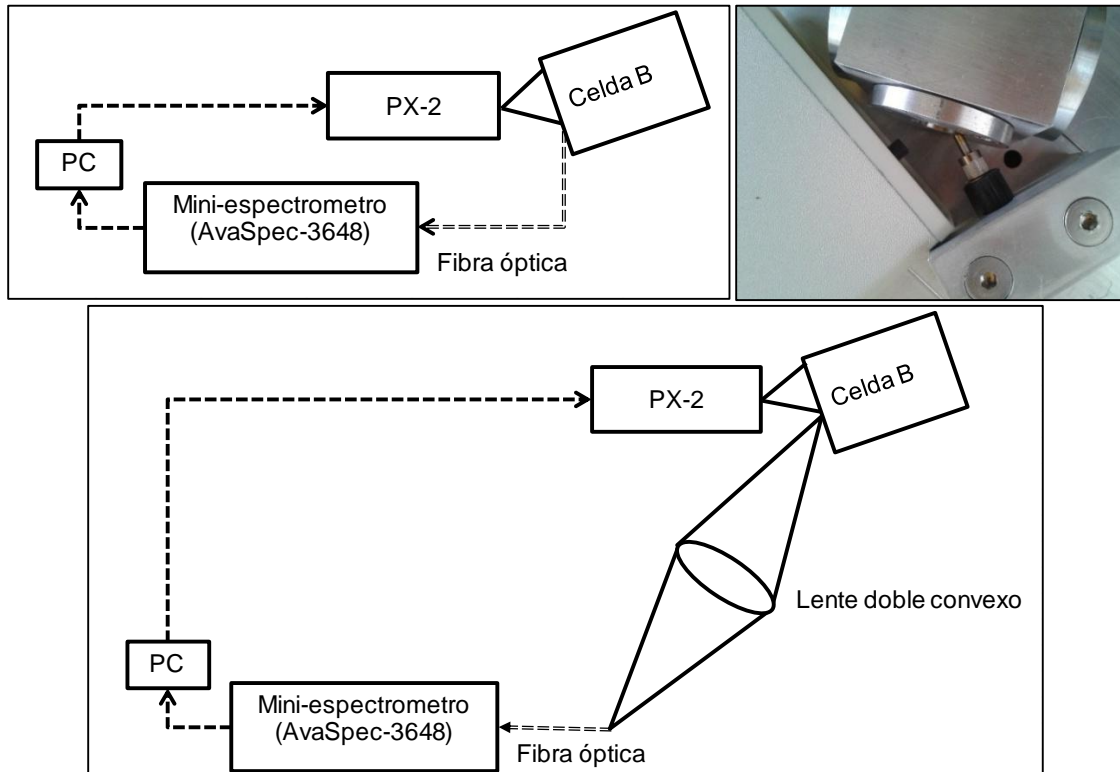 PX-2
Celda B
PC
Mini-espectrometro
(AvaSpec-3648)
Fibra óptica
PX-2
Celda B
Lente doble convexo
PC
Mini-espectrometro
(AvaSpec-3648)
Fibra óptica